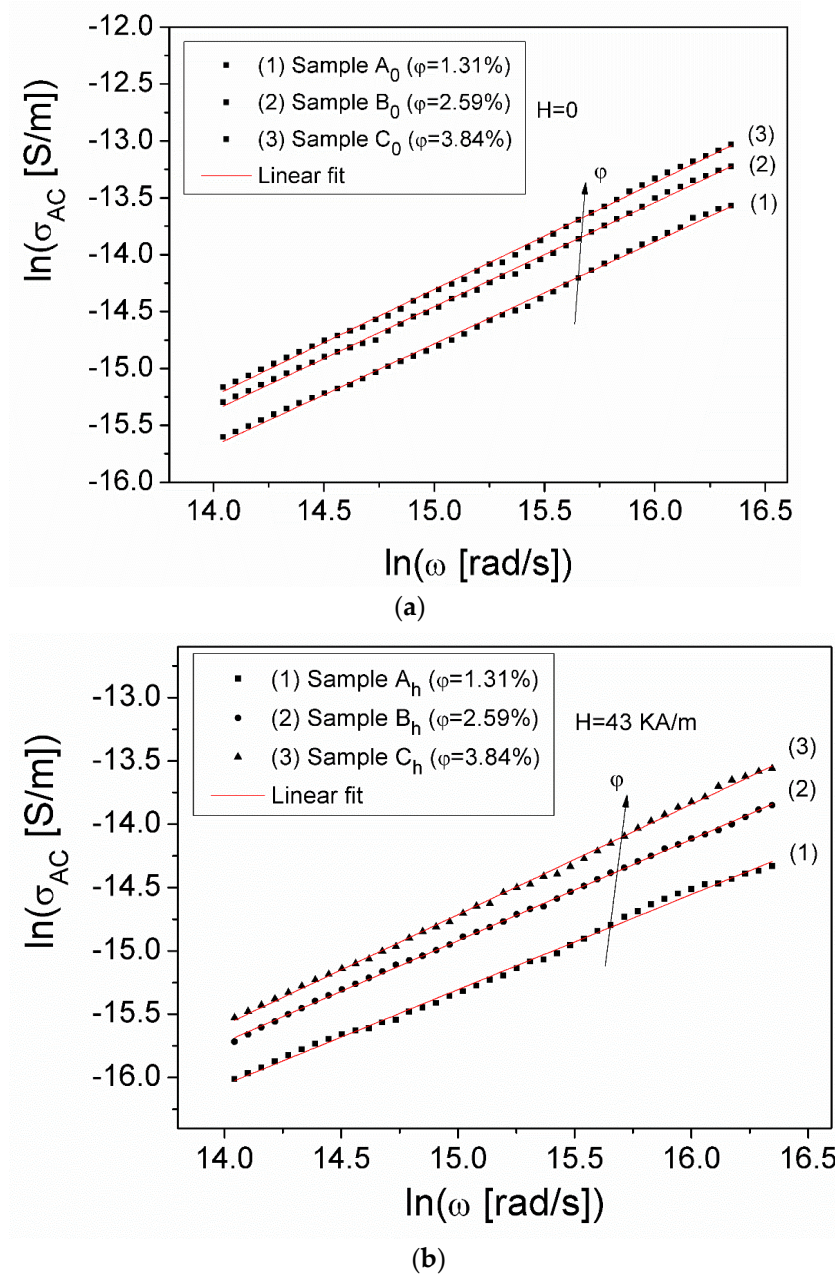 -12.0
(1) Sample A₀ (φ=1.31%)
(2) Sample B₀ (φ=2.59%)
(3) Sample C₀ (φ=3.84%)
Linear fit
H=0
-12.5
-13.0
-13.5
-14.0
-14.5
-15.0
-15.5
-16.0
ln(σ_AC [S/m])
φ
(3)
(2)
(1)
14.0 14.5 15.0 15.5 16.0 16.5
ln(ω [rad/s])
(a)
(1) Sample Aₕ (φ=1.31%)
(2) Sample Bₕ (φ=2.59%)
(3) Sample Cₕ (φ=3.84%)
Linear fit
H=43 KA/m
-13.0
-13.5
-14.0
-14.5
-15.0
-15.5
-16.0
ln(σ_AC [S/m])
φ
(3)
(2)
(1)
14.0 14.5 15.0 15.5 16.0 16.5
ln(ω [rad/s])
(b)